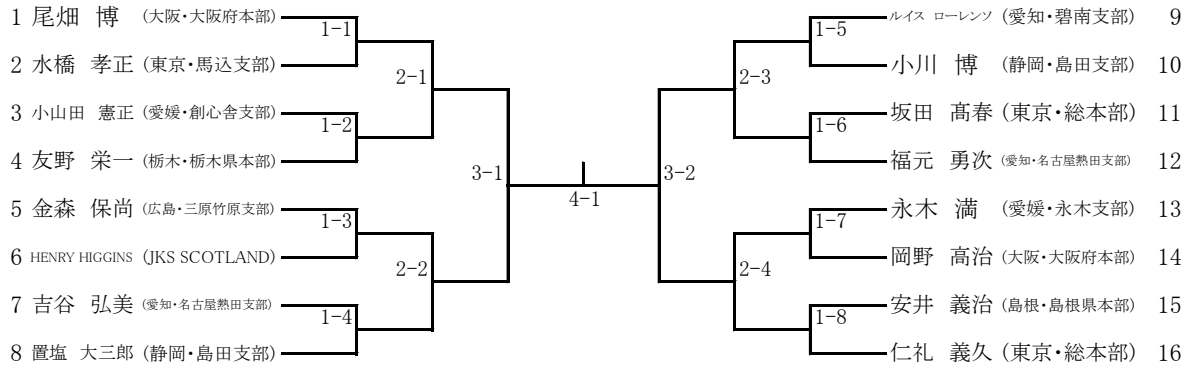 1 尾畑 博 (大阪・大阪府本部)
1-1
2 水橋 孝正 (東京・馬込支部)
2-1
3 小山田 憲正 (愛媛・創心舎支部)
1-2
4 友野 栄一 (栃木・栃木県本部)
3-1
5 金森 保尚 (広島・三原竹原支部)
1-3
6 HENRY HIGGINS (JKS SCOTLAND)
2-2
7 吉谷 弘美 (愛知・名古屋熱田支部)
1-4
8 置塩 大三郎 (静岡・島田支部)
4-1
ルイス ローレンソ (愛知・碧南支部) 9
1-5
小川 博 (静岡・島田支部) 10
2-3
坂田 髙春 (東京・総本部) 11
1-6
福元 勇次 (愛知・名古屋熱田支部) 12
3-2
永木 満 (愛媛・永木支部) 13
1-7
岡野 高治 (大阪・大阪府本部) 14
2-4
安井 義治 (島根・島根県本部) 15
1-8
仁礼 義久 (東京・総本部) 16